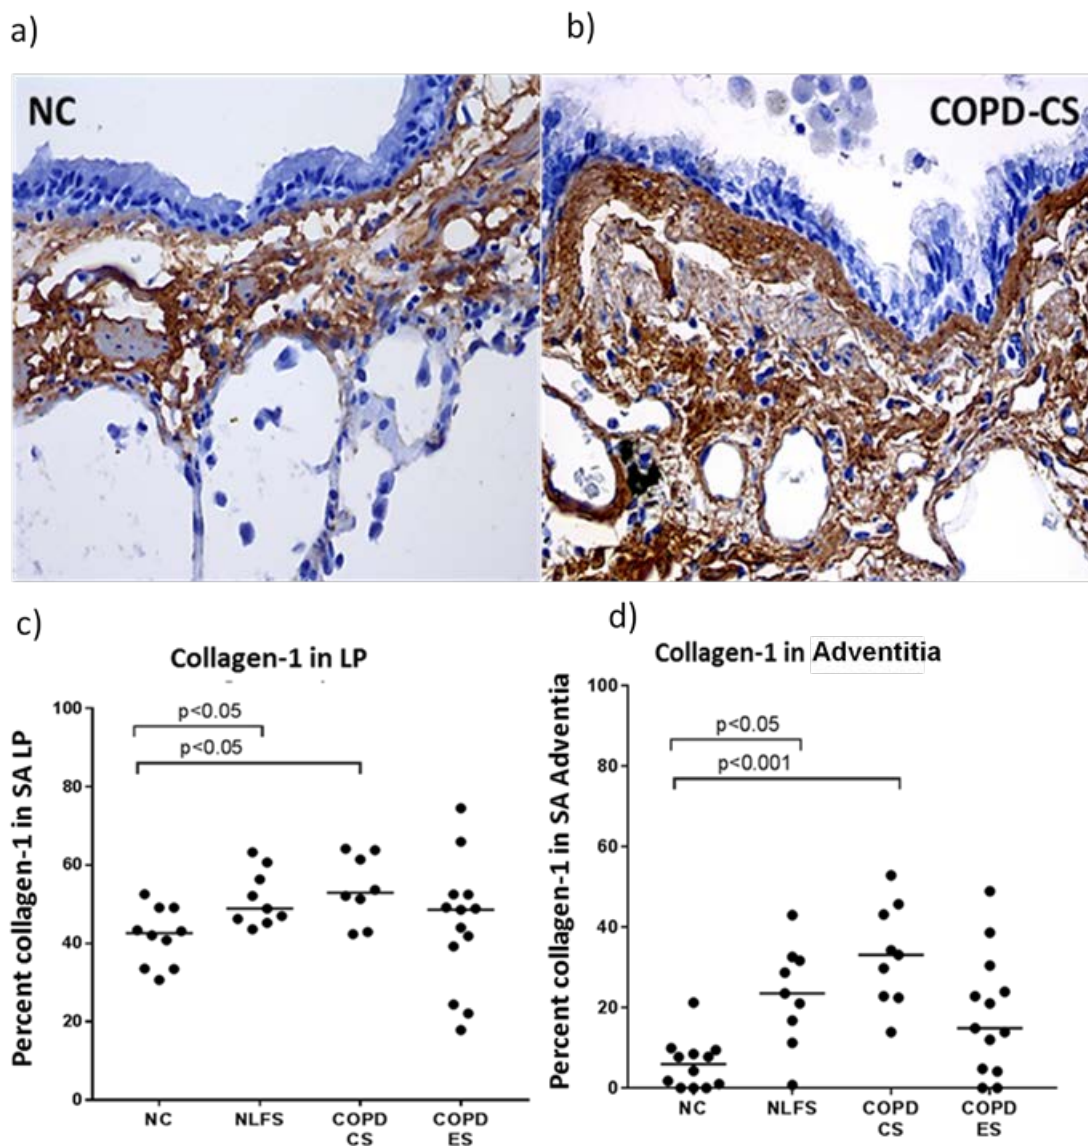 a)
b)
NC
COPD-CS
c)
Collagen-1 in LP
Percent collagen-1 in SA LP
100
80
60
40
20
0
p<0.05
p<0.05
NC
NLFS
COPD
CS
COPD
ES
d)
Collagen-1 in Adventitia
Percent collagen-1 in SA Adventia
100
80
60
40
20
0
p<0.05
p<0.001
NC
NLFS
COPD
CS
COPD
ES